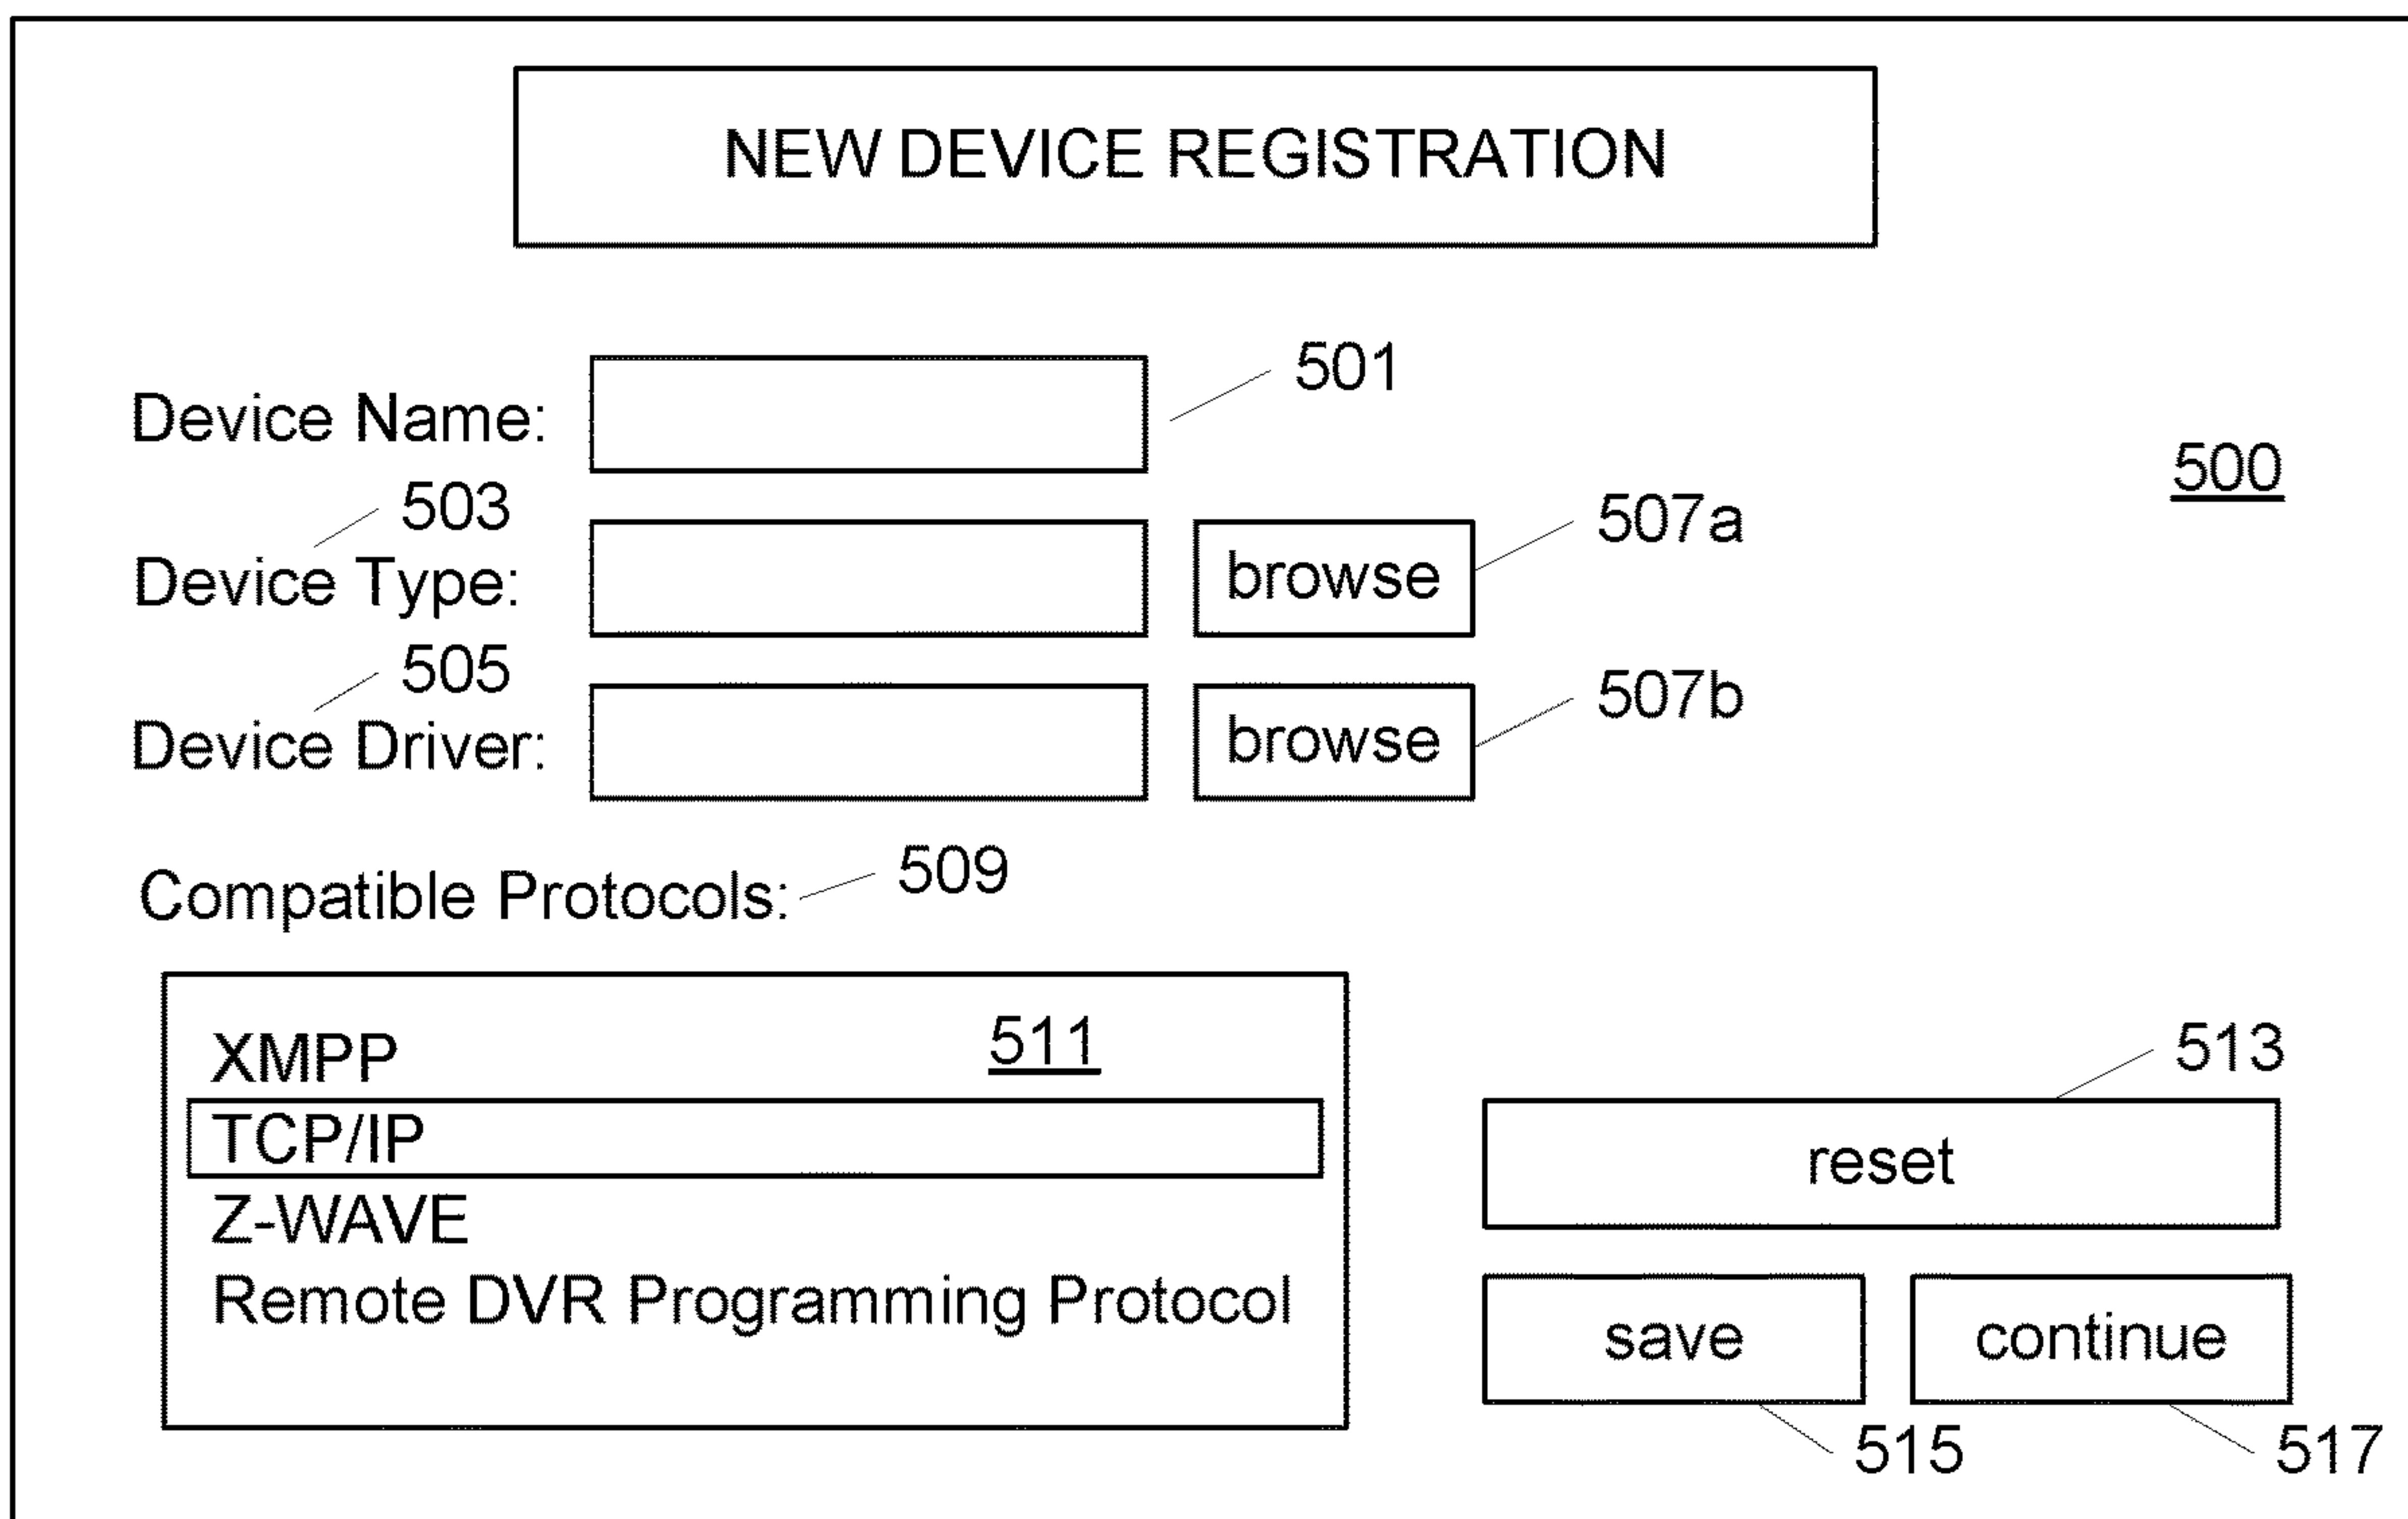 NEW DEVICE REGISTRATION
Device Name: 501
500
503
Device Type: browse 507a
505
Device Driver: browse 507b
Compatible Protocols: 509
XMPP 511
TCP/IP
Z-WAVE
Remote DVR Programming Protocol
513
reset
save continue
515 517